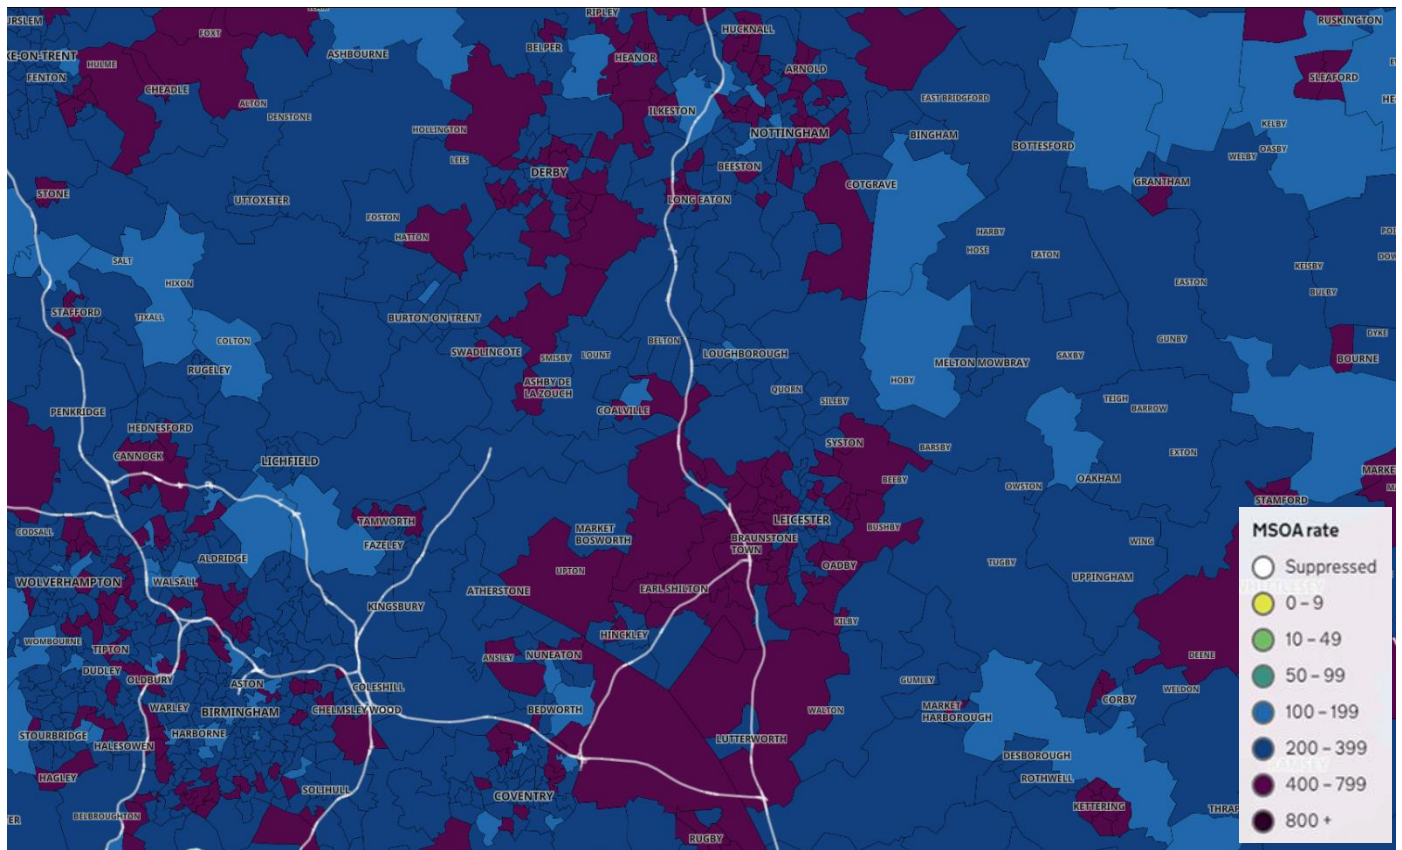 RIPLEY
RUSKINGTON
FOXT
HUCKNALL
BELPER
ASHBOURNE
KE-ON-TRENT
HULME
HEANOR
FENTON
ARNOLD
SLEAFORD
CHEADLE
EAST BRIDGFORD
ALTON
DENSTONE
ILKESTON
KELBY
HOLLINGTON
NOTTINGHAM
BINGHAM
BOTTESFORD
OASBY
WELBY
LEES
BEESTON
DERBY
COTGRAVE
GRANTHAM
STONE
UTTOXETER
LONG EATON
FOSTON
HATTON
HARBY
HOSE
EATON
SALT
KEISBY
HIXON
EASTON
BULBY
STAFFORD
TIXALL
BURTON ON TRENT
DYKE
COLTON
BELTON
GUNBY
SWADLINCOTE
SMISBY
LOUNT
LOUGHBOROUGH
SAXBY
BOURNE
RUGELEY
MELTON MOWBRAY
HOBY
ASHBY DE
LA ZOUCH
QUORN
SILEBY
TEIGH
BARROW
PENKRIDGE
COALVILLE
HEDNESFORD
SYSTON
BARSBY
CANNOCK
LICHFIELD
EXTON
MARKE
BEEBY
OAKHAM
OWSTON
STAMFORD
TAMWORTH
LEICESTER
BUSHBY
CODSALL
MARKET
BOSWORTH
BRAUNSTONE
TOWN
FAZELEY
WING
ALDRIDGE
TUGBY
UPTON
OADBY
UPPINGHAM
WOLVERHAMPTON
WALSALL
ATHERSTONE
EARL SHILTON
KINGSBURY
KILBY
WOMBOURNE
HINCKLEY
TIPTON
ANSLEY
NUNEATON
DEENE
DUDLEY
OLDBURY
ASTON
COLESHILL
GUMLEY
WELDON
CORBY
WARLEY
BIRMINGHAM
CHELMSLEY WOOD
BEDWORTH
WALTON
MARKET
HARBOROUGH
STOURBRIDGE
HARBORNE
HALESOWEN
LUTTERWORTH
DESBOROUGH
HAGLEY
ROTHWELL
SOLIHULL
COVENTRY
KETTERING
THRAP
BELBROUGHTON
RUGBY
MSOA rate
Suppressed
0 – 9
10 – 49
50 – 99
100 – 199
200 – 399
400 – 799
800 +